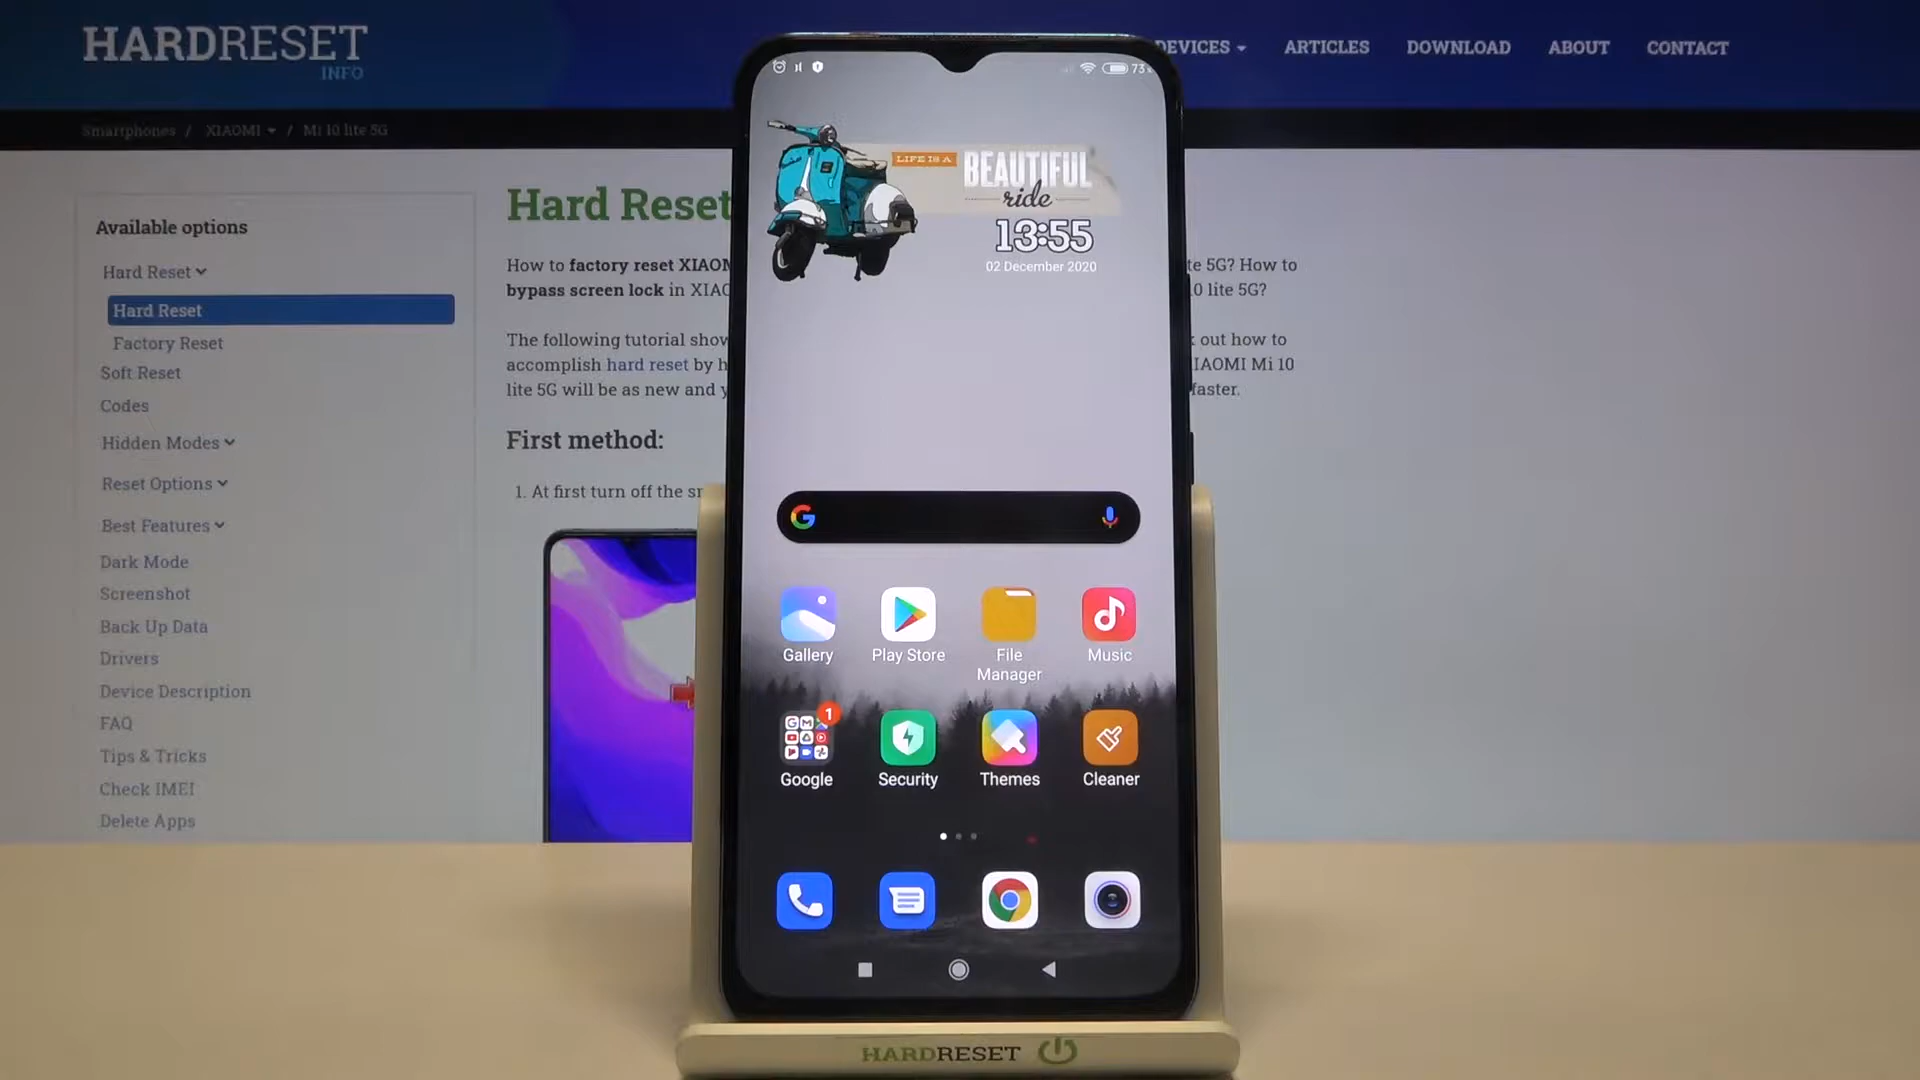 HARDRESET
INFO
DEVICES
ARTICLES
DOWNLOAD
ABOUT
CONTACT
Smartphones / XIAOMI / Mi 10 lite 5G
Available options
Hard Reset
Hard Reset
Factory Reset
Soft Reset
Codes
Hidden Modes
Reset Options
Best Features
Dark Mode
Screenshot
Back Up Data
Drivers
Device Description
FAQ
Tips & Tricks
Check IMEI
Delete Apps
Hard Reset
How to factory reset XIAOM te 5G? How to
bypass screen lock in XIAO 10 lite 5G?
The following tutorial show out how to
accomplish hard reset by h IAOMI Mi 10
lite 5G will be as new and y faster.
First method:
1. At first turn off the
73
LIFE IS A
BEAUTIFUL
ride
13:55
02 December 2020
Gallery
Play Store
File
Manager
Music
1
Google
Security
Themes
Cleaner
HARDRESET